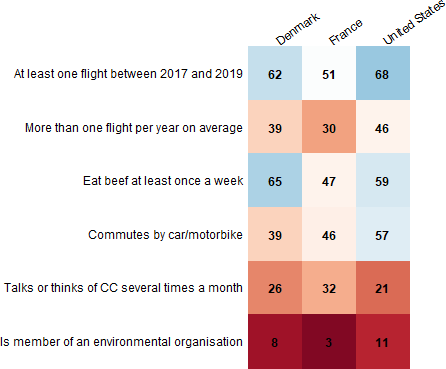 Denmark France United States
At least one flight between 2017 and 2019 62 51 68
More than one flight per year on average 39 30 46
Eat beef at least once a week 65 47 59
Commutes by car/motorbike 39 46 57
Talks or thinks of CC several times a month 26 32 21
Is member of an environmental organisation 8 3 11